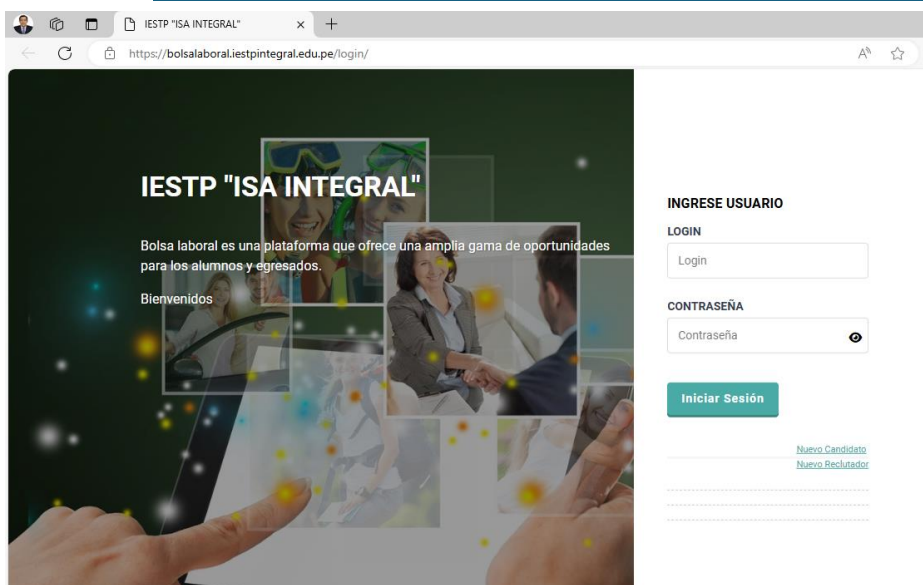 IESTP "ISA INTEGRAL"
https://bolsalaboral.iestpintegral.edu.pe/login/
IESTP "ISA INTEGRAL"
Bolsa laboral es una plataforma que ofrece una amplia gama de oportunidades
para los alumnos y egresados.
Bienvenidos
INGRESE USUARIO
LOGIN
Login
CONTRASEÑA
Contraseña
Iniciar Sesión
Nuevo Candidato
Nuevo Reclutador